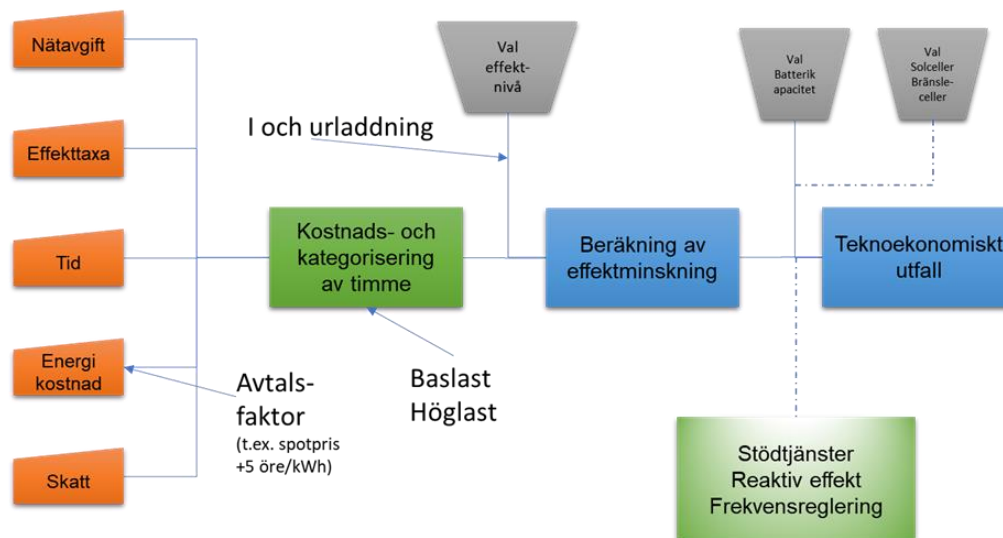 Nätavgift
Effekttaxa
Tid
Energi
kostnad
Skatt
Avtals-
faktor
(t.ex. spotpris
+5 öre/kWh)
I och urladdning
Kostnads- och
kategorisering
av timme
Baslast
Höglast
Val
effekt-
nivå
Beräkning av
effektminskning
Val
Batterik
apacitet
Val
Solceller
Bränsle-
celler
Teknoekonomiskt
utfall
Stödtjänster
Reaktiv effekt
Frekvensreglering